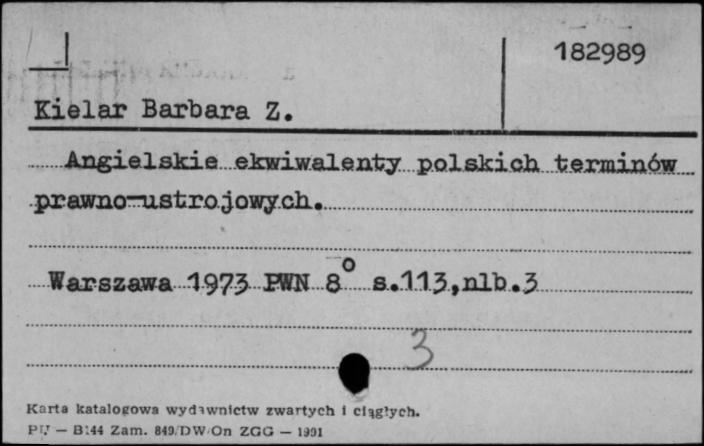 182989
Kielar Barbara Z.
Angielskie ekwiwalenty polskich terminów
prawno-ustrojowych.
Warszawa 1973 PWN 8° s.113,nlb.3
3
Karta katalogowa wydawnictw zwartych i ciągłych.
— B144 Zam. 849/DW/On ZGG — 1991